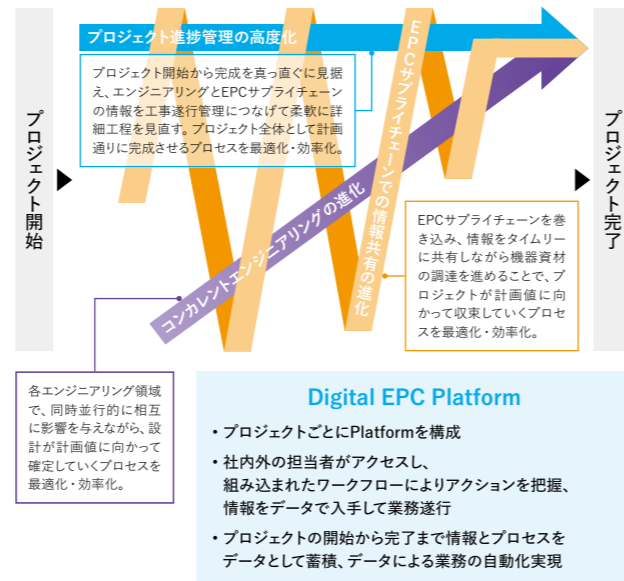 プロジェクト開始
プロジェクト進捗管理の高度化
プロジェクト開始から完成を真っ直ぐに見据
え、エンジニアリングとEPCサプライチェーン
の情報を工事遂行管理につなげて柔軟に詳
細工程を見直す。プロジェクト全体として計画
通りに完成させるプロセスを最適化・効率化。
EPCサプライチェーンでの情報共有の進化
コンカレントエンジニアリングの進化
プロジェクト完了
EPCサプライチェーンを巻
き込み、情報をタイムリー
に共有しながら機器資材
の調達を進めることで、プ
ロジェクトが計画値に向
かって収束していくプロセ
スを最適化・効率化。
各エンジニアリング領域
で、同時並行的に相互
に影響を与えながら、設
計が計画値に向かって
確定していくプロセスを
最適化・効率化。
Digital EPC Platform
・プロジェクトごとにPlatformを構成
・社内外の担当者がアクセスし、
組み込まれたワークフローによりアクションを把握、
情報をデータで入手して業務遂行
・プロジェクトの開始から完了まで情報とプロセスを
データとして蓄積、データによる業務の自動化実現